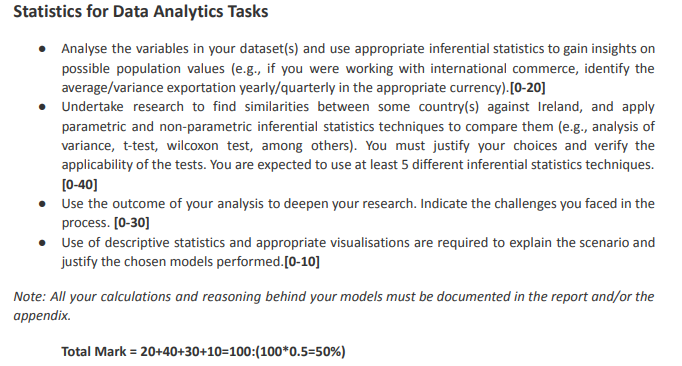 Statistics for Data Analytics Tasks
● Analyse the variables in your dataset(s) and use appropriate inferential statistics to gain insights on
possible population values (e.g., if you were working with international commerce, identify the
average/variance exportation yearly/quarterly in the appropriate currency).[0-20]
● Undertake research to find similarities between some country(s) against Ireland, and apply
parametric and non-parametric inferential statistics techniques to compare them (e.g., analysis of
variance, t-test, wilcoxon test, among others). You must justify your choices and verify the
applicability of the tests. You are expected to use at least 5 different inferential statistics techniques.
[0-40]
● Use the outcome of your analysis to deepen your research. Indicate the challenges you faced in the
process. [0-30]
● Use of descriptive statistics and appropriate visualisations are required to explain the scenario and
justify the chosen models performed.[0-10]
Note: All your calculations and reasoning behind your models must be documented in the report and/or the
appendix.
Total Mark = 20+40+30+10=100:(100*0.5=50%)